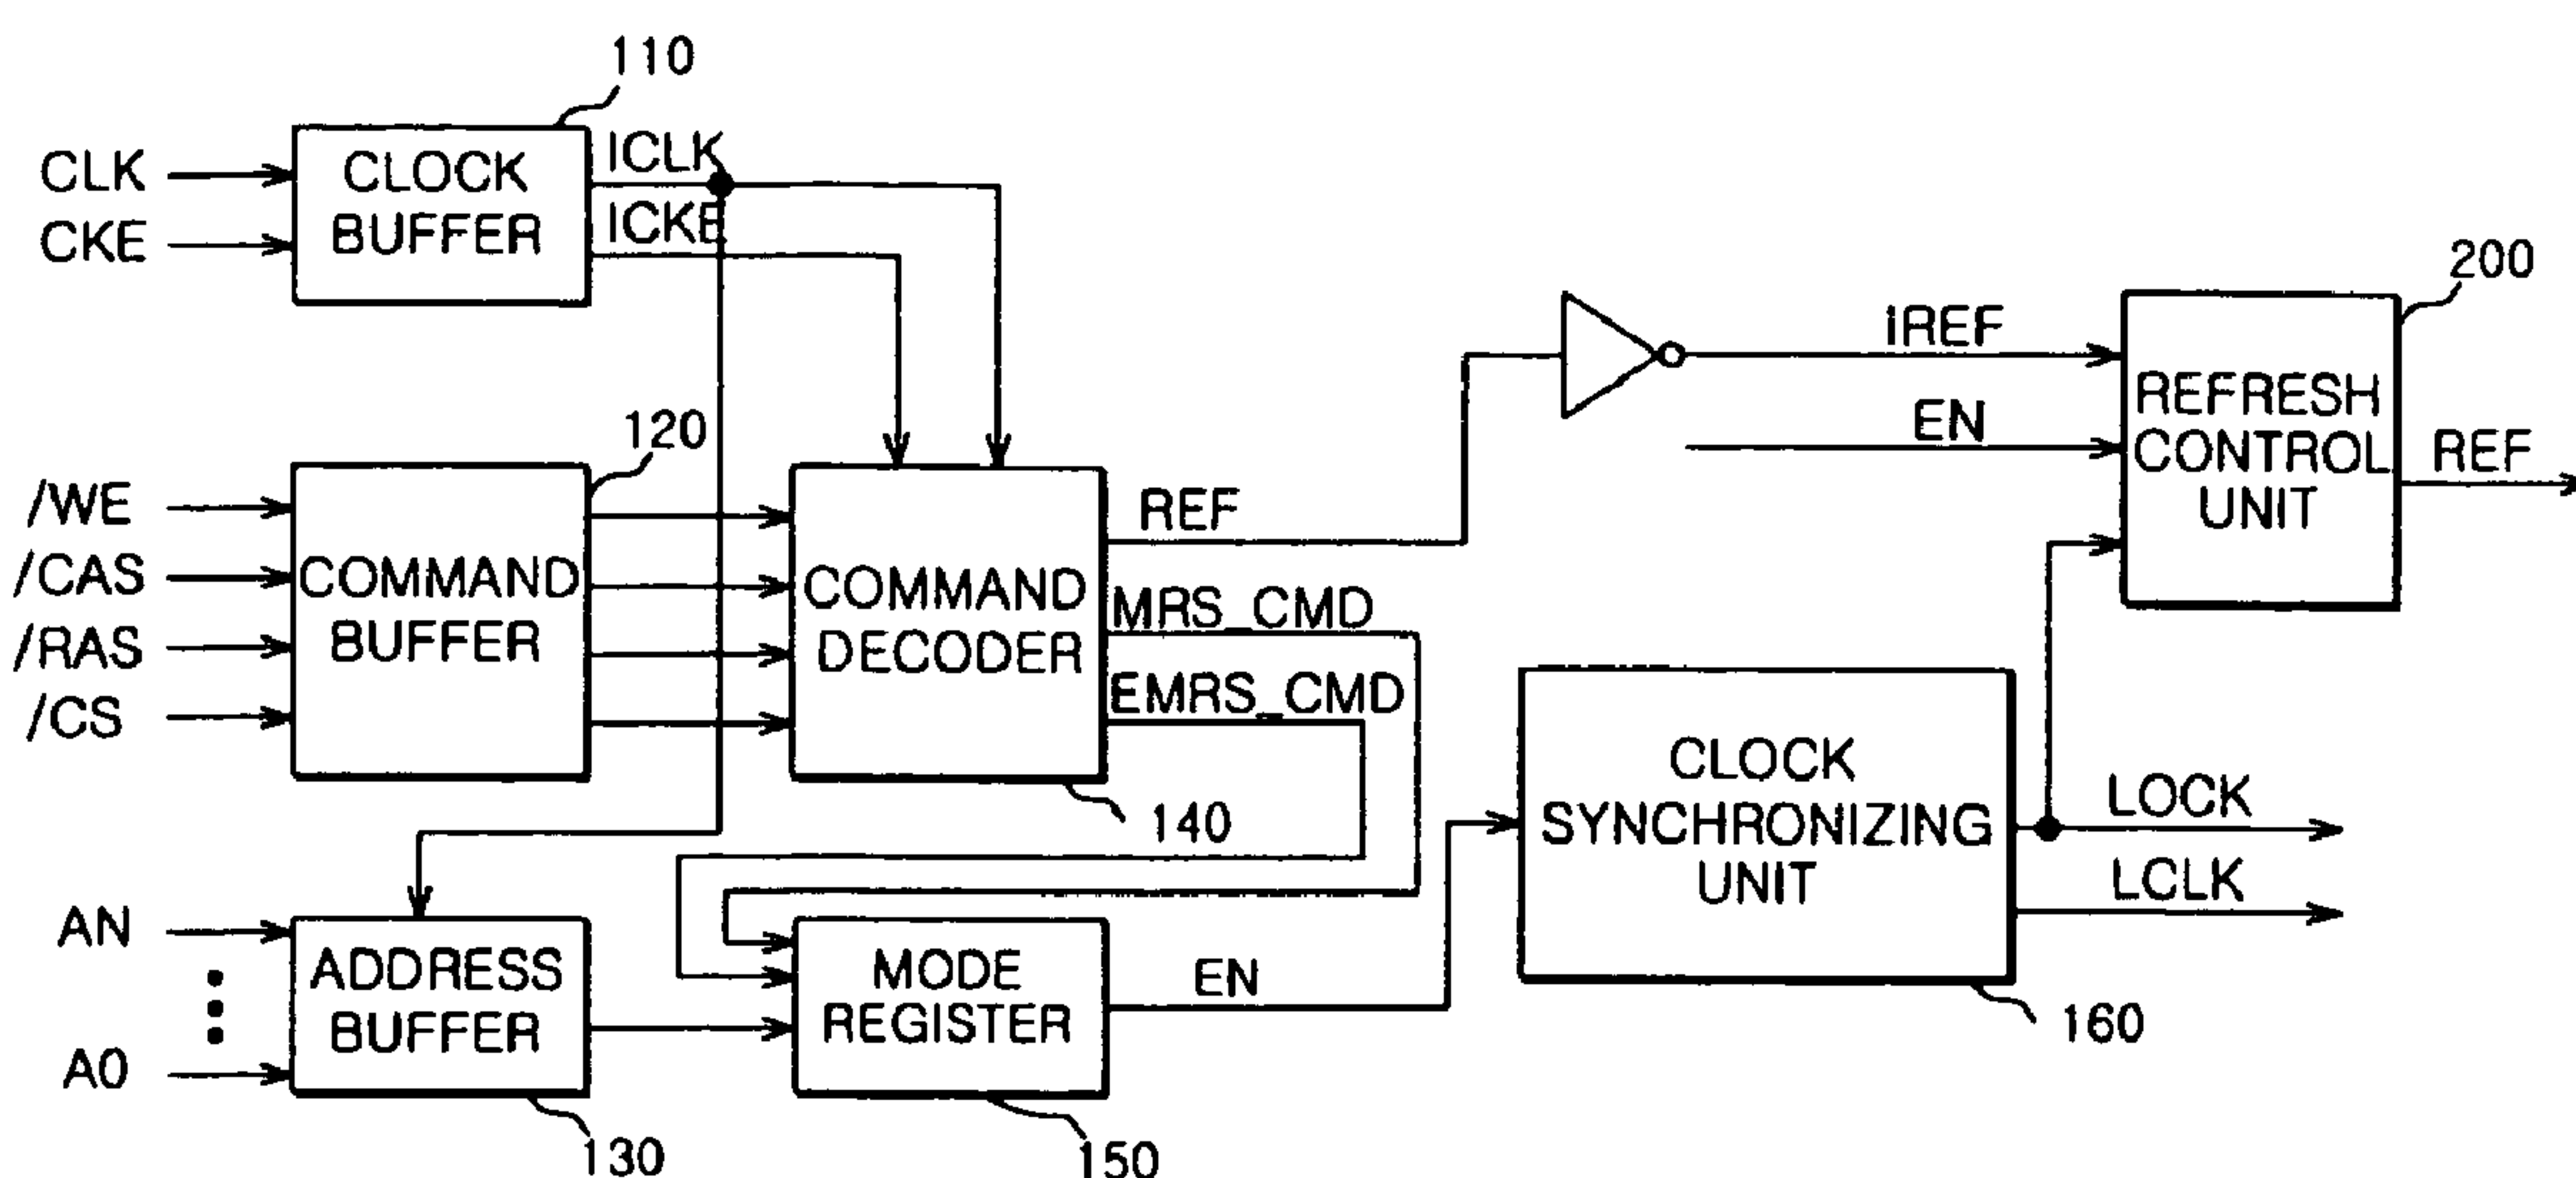 110
CLK
CKE
CLOCK
BUFFER
ICLK
ICKE
200
IREF
EN
REFRESH
CONTROL
UNIT
REF
120
/WE
/CAS
/RAS
/CS
COMMAND
BUFFER
COMMAND
DECODER
REF
MRS_CMD
EMRS_CMD
140
CLOCK
SYNCHRONIZING
UNIT
LOCK
LCLK
160
AN
A0
ADDRESS
BUFFER
130
MODE
REGISTER
EN
150